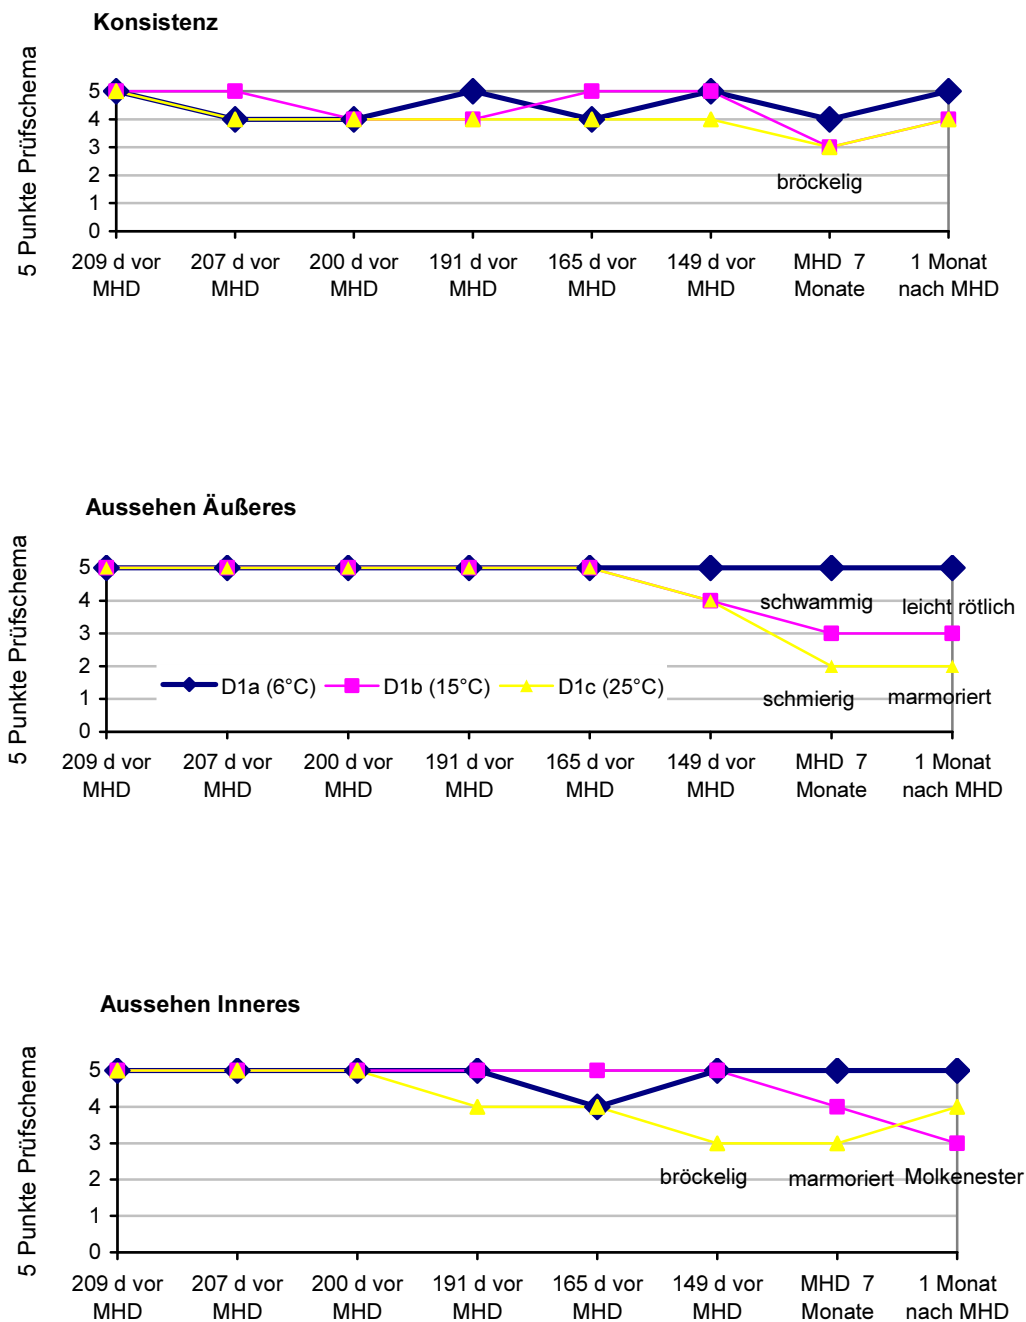 Konsistenz
5 Punkte Prüfschema
5
4
3
2
1
0
bröckelig
209 d vor 207 d vor 200 d vor 191 d vor 165 d vor 149 d vor MHD 7 1 Monat
MHD MHD MHD MHD MHD MHD Monate nach MHD
Aussehen Äußeres
5 Punkte Prüfschema
5
4
3
2
1
0
schwammig leicht rötlich
D1a (6°C) D1b (15°C) D1c (25°C)
schmierig marmoriert
209 d vor 207 d vor 200 d vor 191 d vor 165 d vor 149 d vor MHD 7 1 Monat
MHD MHD MHD MHD MHD MHD Monate nach MHD
Aussehen Inneres
5 Punkte Prüfschema
5
4
3
2
1
0
bröckelig marmoriert Molkenester
209 d vor 207 d vor 200 d vor 191 d vor 165 d vor 149 d vor MHD 7 1 Monat
MHD MHD MHD MHD MHD MHD Monate nach MHD